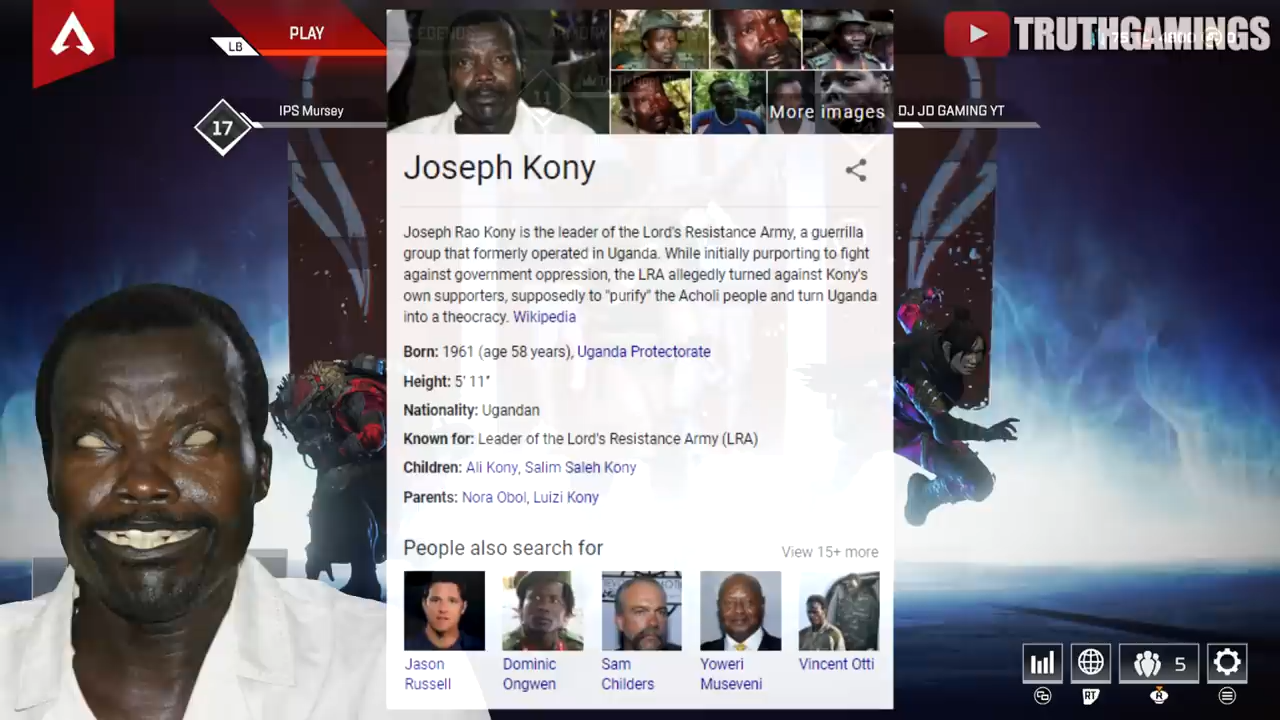 LB
PLAY
TRUTHGAMINGS
17
IPS Mursey
More images
DJ JD GAMING YT
Joseph Kony
Joseph Rao Kony is the leader of the Lord's Resistance Army, a guerrilla
group that formerly operated in Uganda. While initially purporting to fight
against government oppression, the LRA allegedly turned against Kony's
own supporters, supposedly to "purify" the Acholi people and turn Uganda
into a theocracy. Wikipedia
Born: 1961 (age 58 years), Uganda Protectorate
Height: 5′ 11″
Nationality: Ugandan
Known for: Leader of the Lord's Resistance Army (LRA)
Children: Ali Kony, Salim Saleh Kony
Parents: Nora Obol, Luizi Kony
People also search for
View 15+ more
Jason
Russell
Dominic
Ongwen
Sam
Childers
Yoweri
Museveni
Vincent Otti
5
RT
R